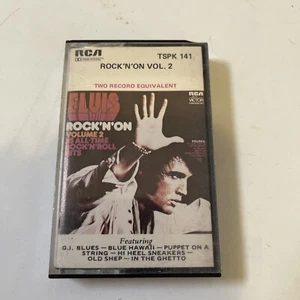 RCA
TSPK 141
ROCK'N'ON VOL. 2
TWO RECORD EQUIVALENT
ELVIS
RCA
VICTOR
ROCK'N'ON
VOLUME 2
ALL-TIME
ROCK'N'ROLL
Featuring
G.I. BLUES — BLUE HAWAII — PUPPET ON A
STRING — HI HEEL SNEAKERS —
OLD SHEP — IN THE GHETTO